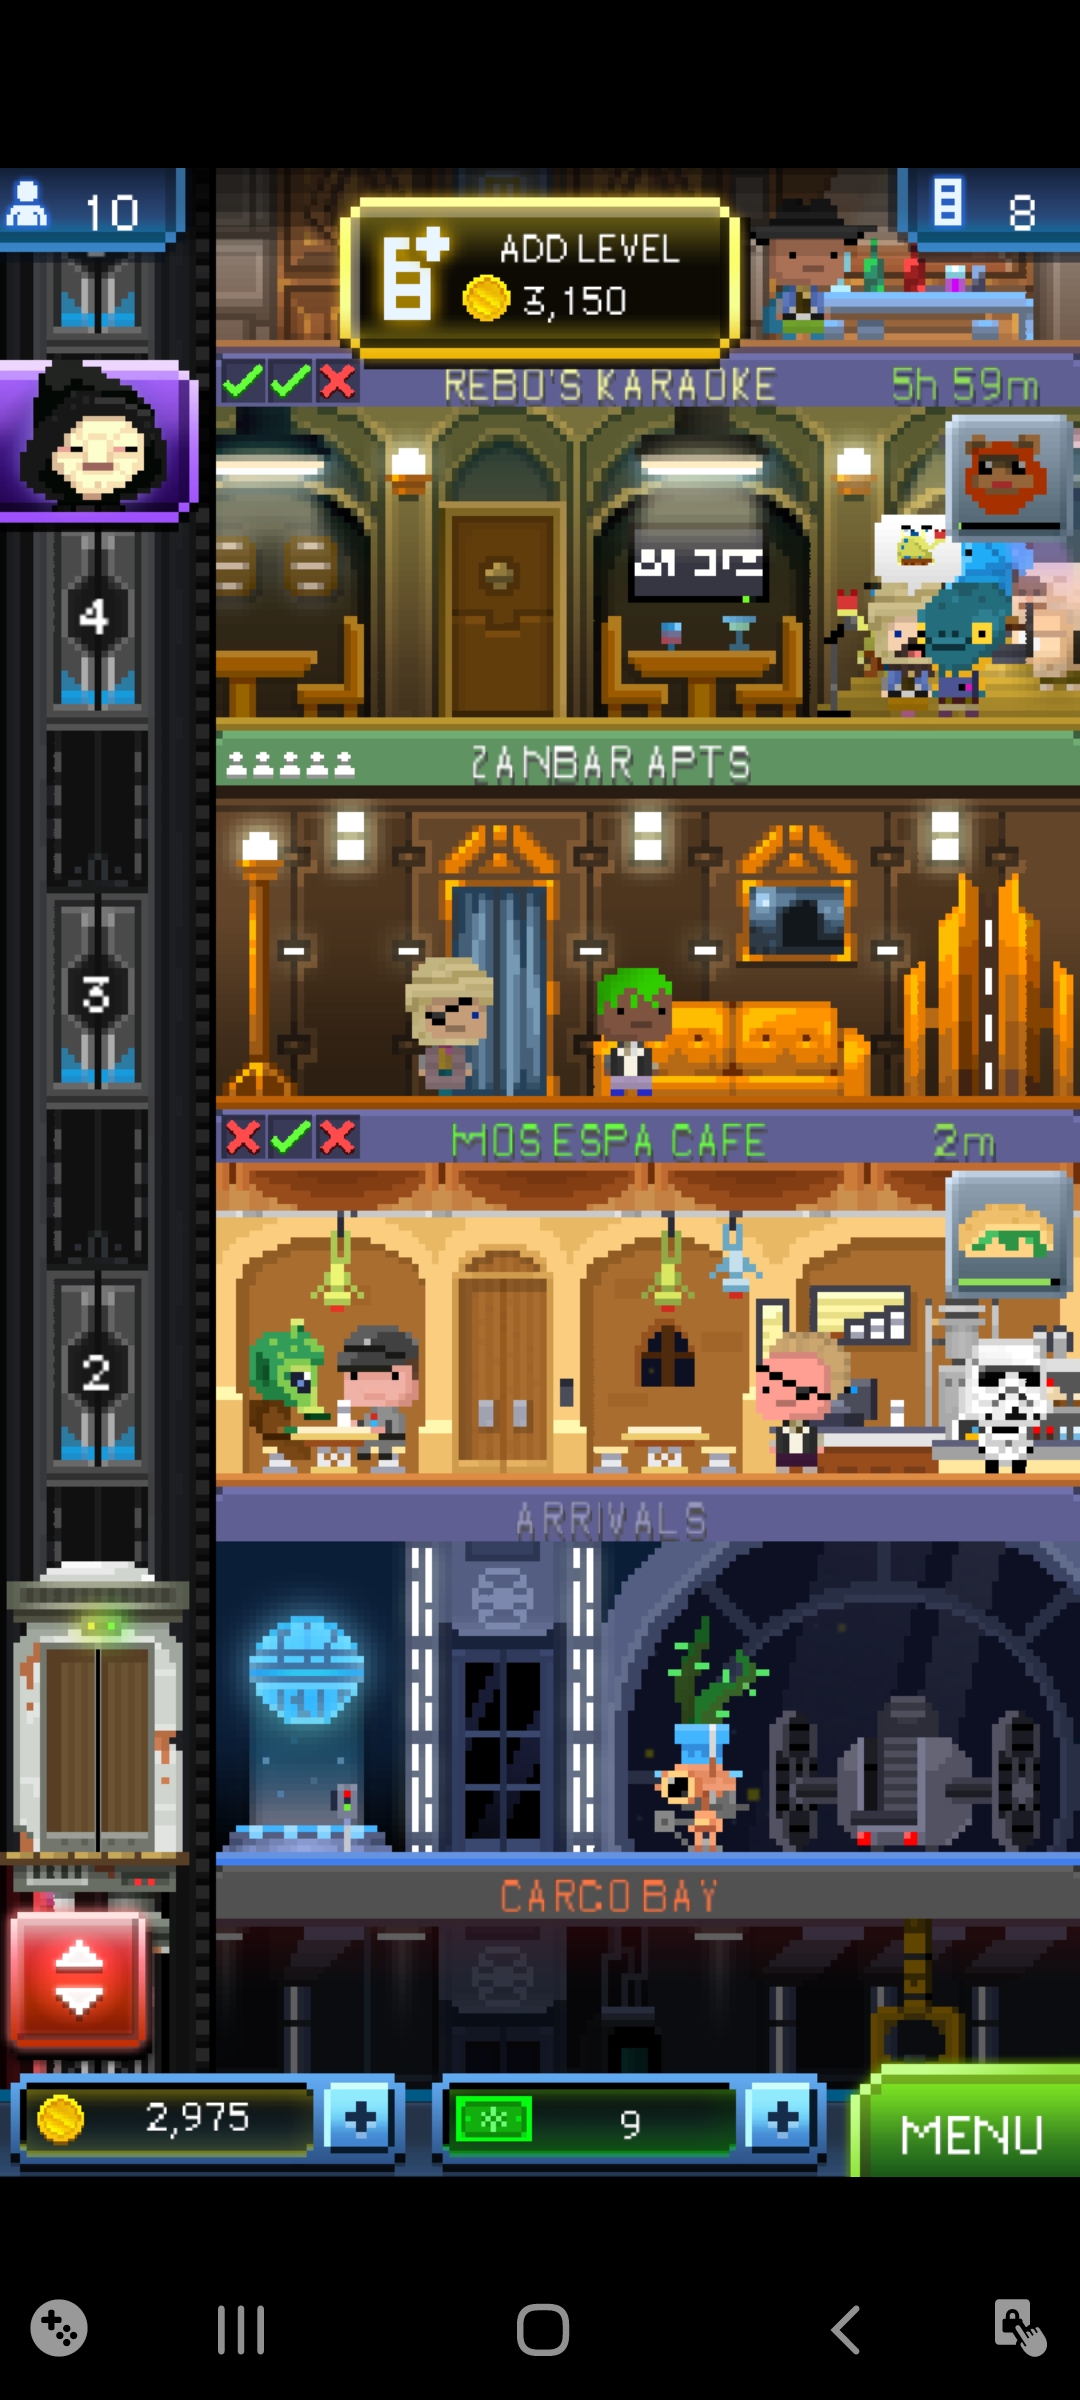 10
8
ADD LEVEL
3,150
REBO'S KARAOKE 5h 59m
4
ZANBAR APTS
3
MOS ESPA CAFE 2m
2
ARRIVALS
CARGO BAY
2,975
9
MENU